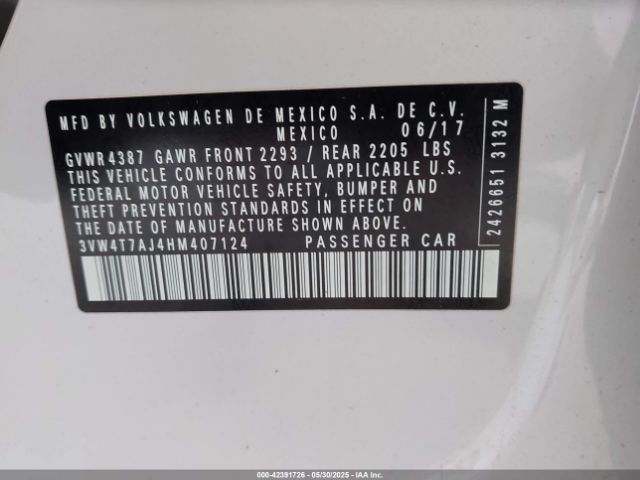 MFD BY VOLKSWAGEN DE MEXICO S.A. DE C.V.
MEXICO 06/17
GVWR 4387 GAWR FRONT 2293 / REAR 2205 LBS
THIS VEHICLE CONFORMS TO ALL APPLICABLE U.S.
FEDERAL MOTOR VEHICLE SAFETY, BUMPER AND
THEFT PREVENTION STANDARDS IN EFFECT ON
THE DATE OF MANUFACTURE SHOWN ABOVE.
3VW4T7AJ4HM407124 PASSENGER CAR
2426651 3132 M
000-42391726 - 05/30/2025 - IAA Inc.